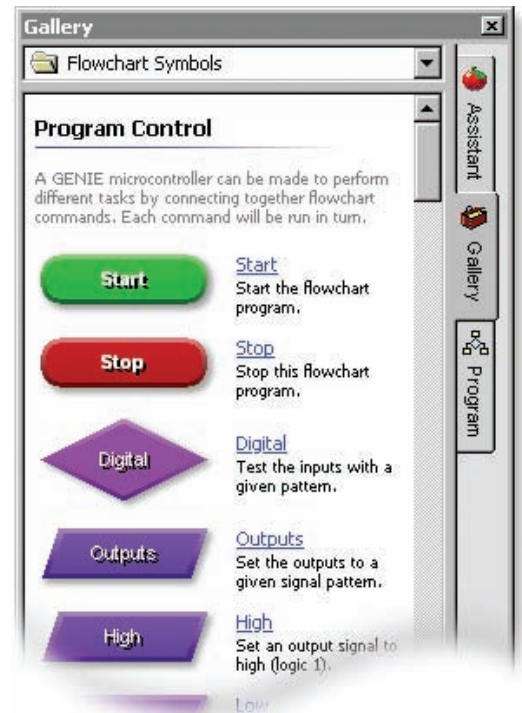 Gallery
Flowchart Symbols
Program Control
A GENIE microcontroller can be made to perform
different tasks by connecting together flowchart
commands. Each command will be run in turn.
Start
Start
Start the flowchart
program.
Stop
Stop
Stop this flowchart
program.
Digital
Digital
Test the inputs with a
given pattern.
Outputs
Outputs
Set the outputs to a
given signal pattern.
High
High
Set an output signal to
high (logic 1).
Low
Assistant
Gallery
Program